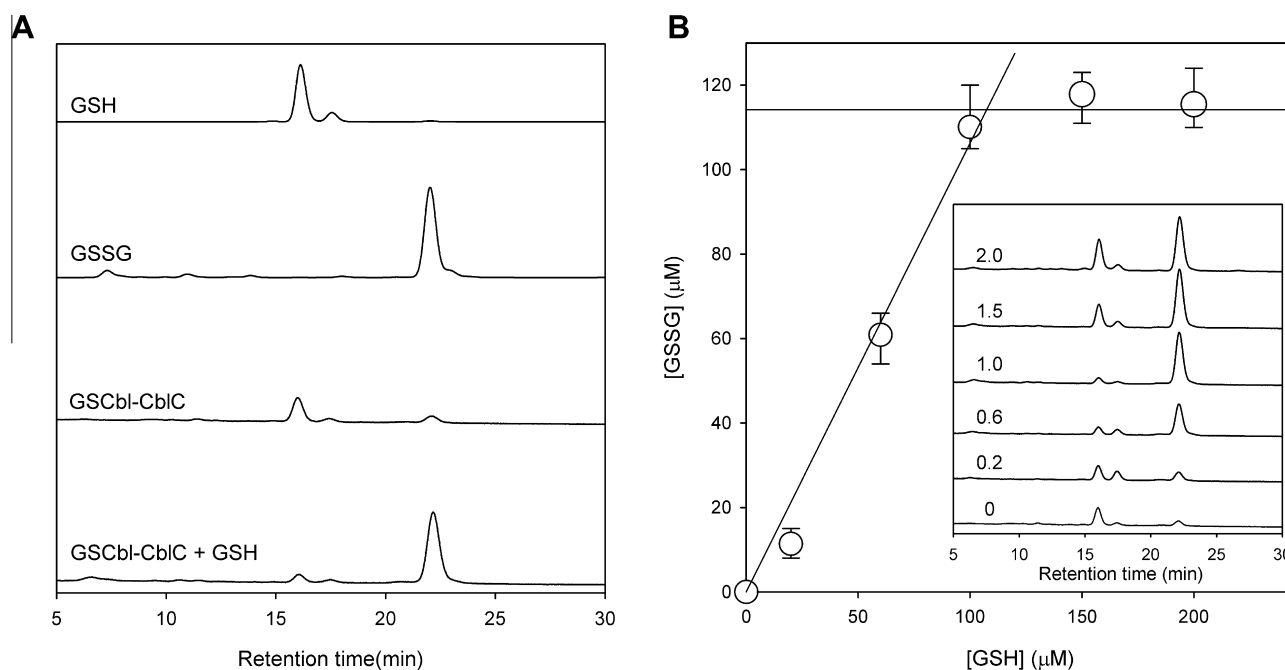 A
GSH
GSSG
GSCbl-CblC
GSCbl-CblC + GSH
5 10 15 20 25 30
Retention time(min)
B
120
100
80
60
40
20
0
[GSSG] (μM)
2.0
1.5
1.0
0.6
0.2
0
5 10 15 20 25 30
Retention time (min)
0 50 100 150 200
[GSH] (μM)